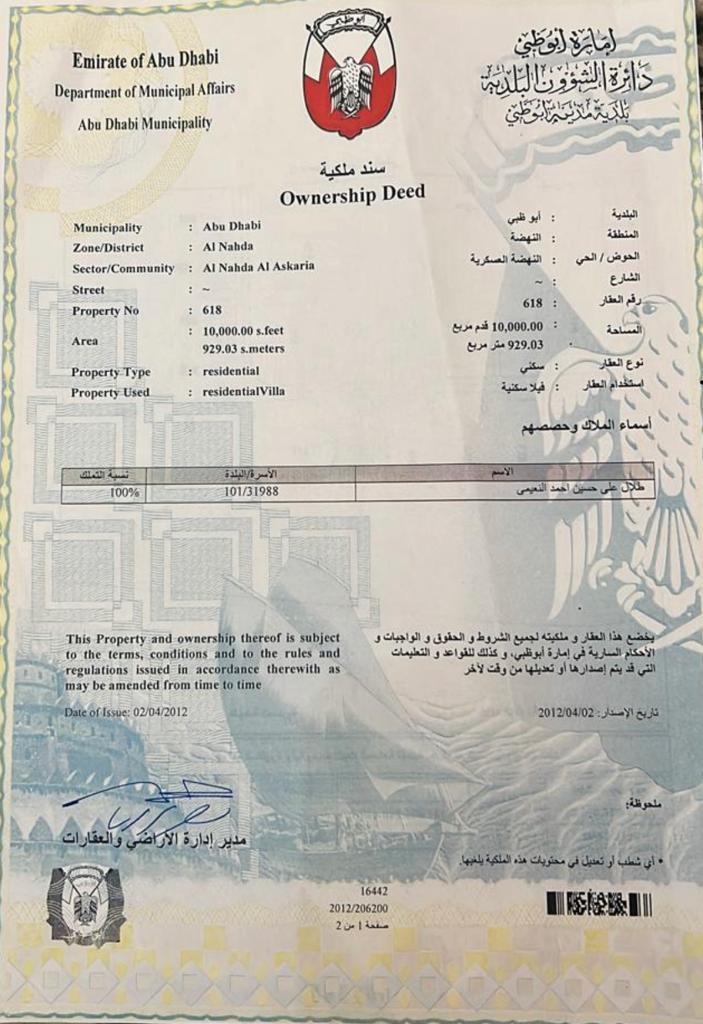 Emirate of Abu Dhabi
Department of Municipal Affairs
Abu Dhabi Municipality
أبوظبي
إمارة أبوظبي
دائرة الشؤون البلدية
بلدية مدينة أبوظبي
سند ملكية
Ownership Deed
Municipality : Abu Dhabi
Zone/District : Al Nahda
Sector/Community : Al Nahda Al Askaria
Street : ~
Property No : 618
Area : 10,000.00 s.feet
929.03 s.meters
Property Type : residential
Property Used : residentialVilla
البلدية : أبو ظبي
المنطقة : النهضة
الحوض / الحي : النهضة العسكرية
الشارع : ~
رقم العقار : 618
المساحة : 10,000.00 قدم مربع
929.03 متر مربع
نوع العقار : سكني
استخدام العقار : فيلا سكنية
أسماء الملاك وحصصهم
الاسم الأسرة/البلدة نسبة التملك
طلال على حسين احمد النعيمى 101/31988 100%
This Property and ownership thereof is subject
to the terms, conditions and to the rules and
regulations issued in accordance therewith as
may be amended from time to time
Date of Issue: 02/04/2012
يخضع هذا العقار و ملكيته لجميع الشروط و الحقوق و الواجبات و
الأحكام السارية في إمارة أبوظبي، و كذلك للقواعد و التعليمات
التي قد يتم إصدارها أو تعديلها من وقت لآخر
تاريخ الإصدار: 2012/04/02
مدير إدارة الأراضي والعقارات
ملحوظة:
• أي شطب أو تعديل في محتويات هذه الملكية يلغيها.
16442
2012/206200
صفحة 1 من 2